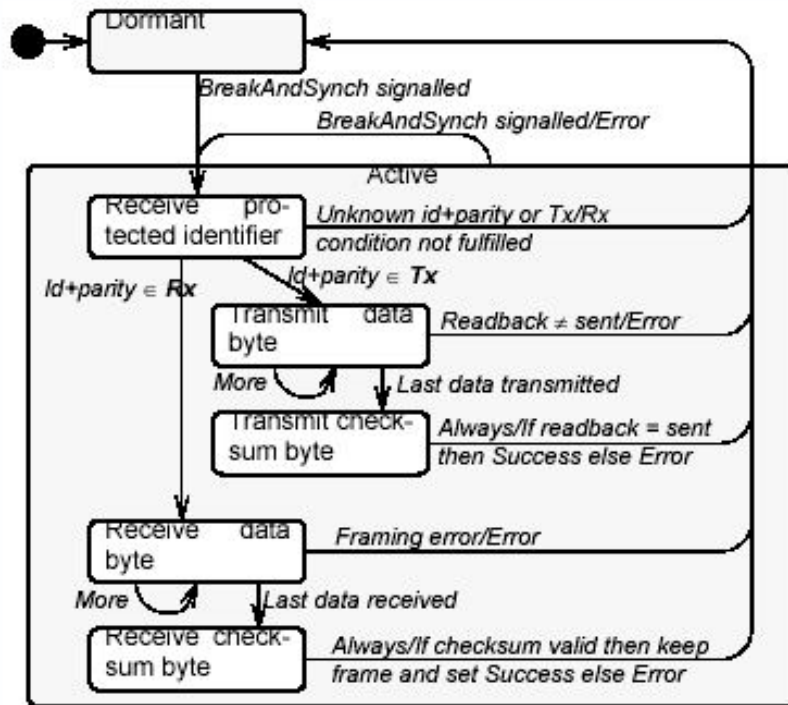 Dormant
BreakAndSynch signalled
BreakAndSynch signalled/Error
Active
Receive pro-
tected identifier
Unknown id+parity or Tx/Rx
condition not fulfilled
Id+parity ∈ Rx
Id+parity ∈ Tx
Transmit data
byte
Readback ≠ sent/Error
More
Last data transmitted
Transmit check-
sum byte
Always/If readback = sent
then Success else Error
Receive data
byte
Framing error/Error
More
Last data received
Receive check-
sum byte
Always/If checksum valid then keep
frame and set Success else Error